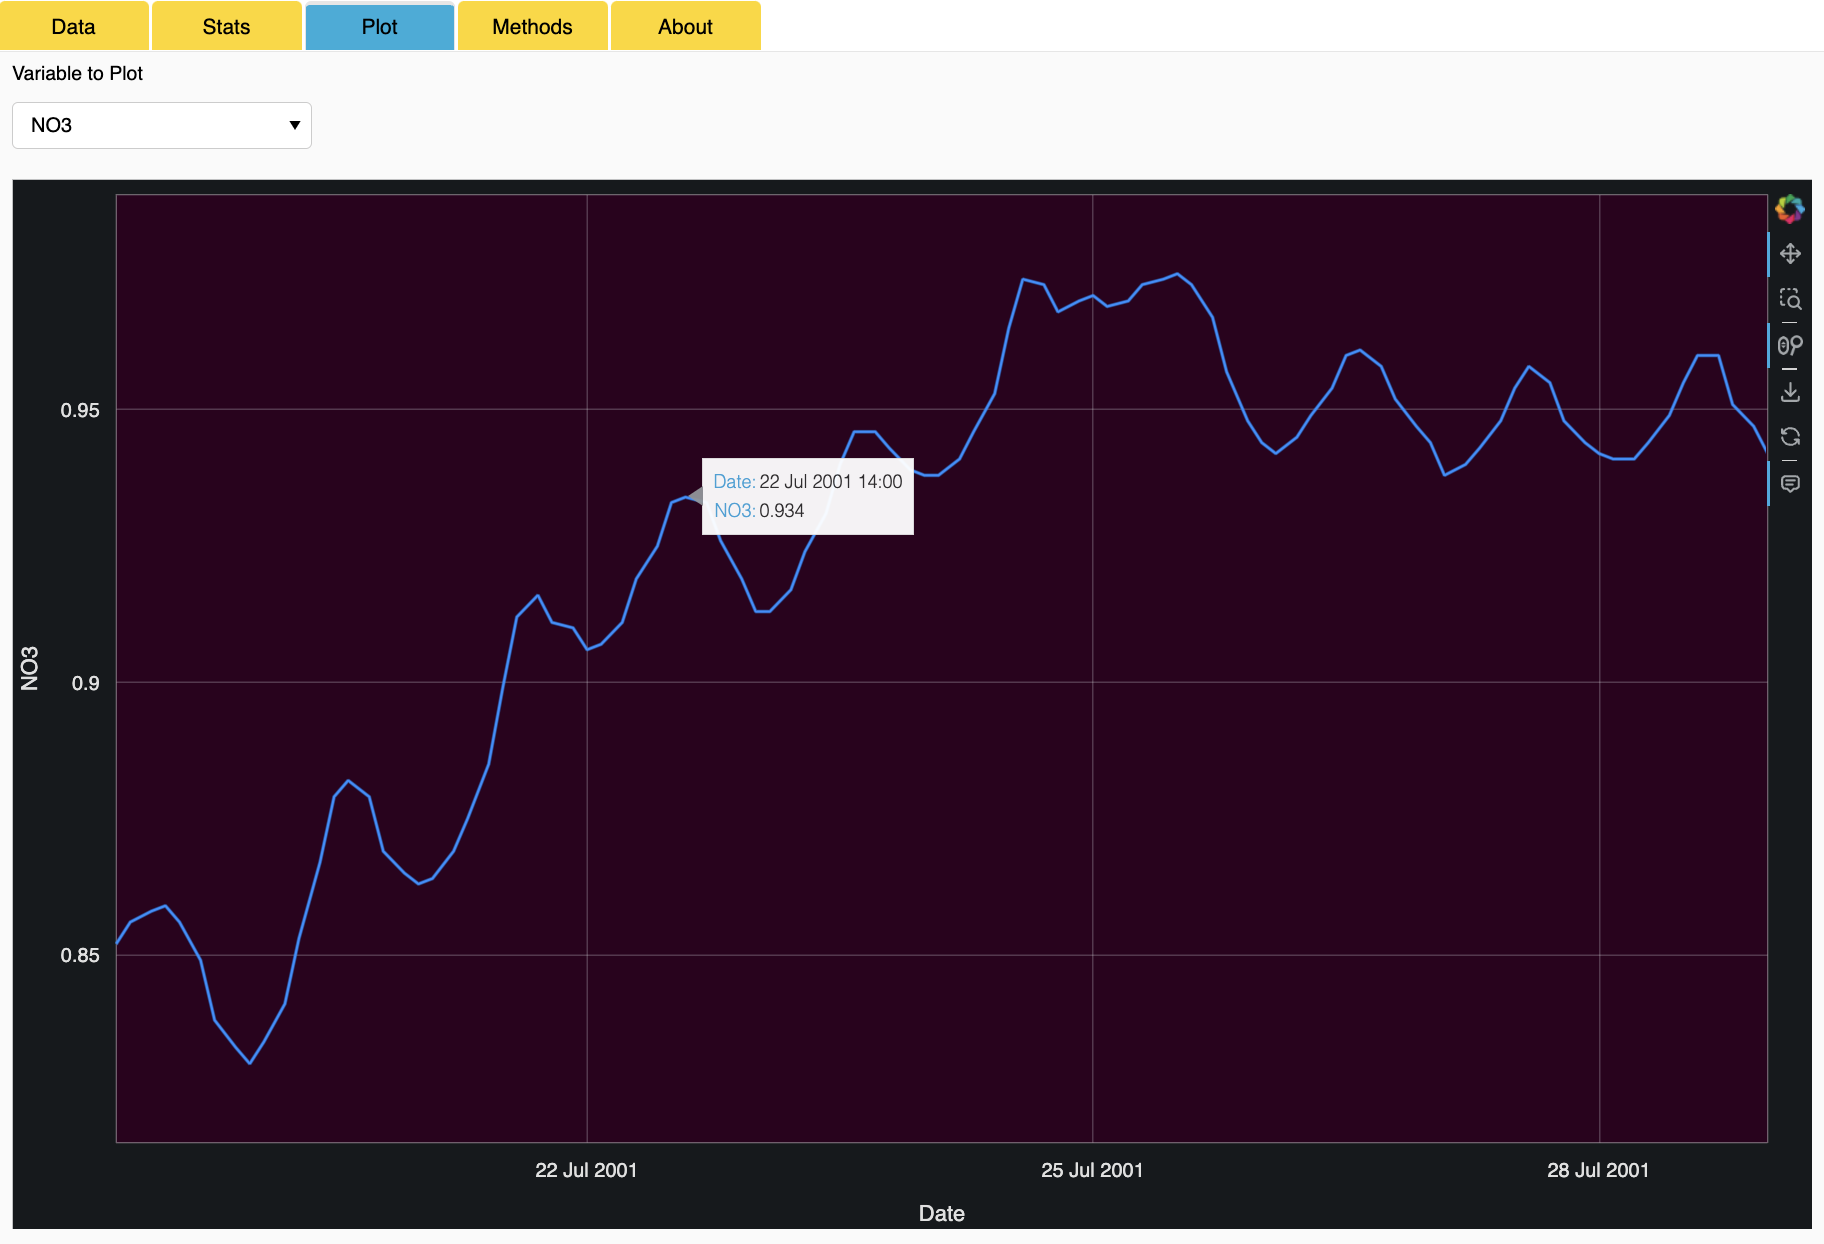 Data Stats Plot Methods About
Variable to Plot
NO3
0.95
Date: 22 Jul 2001 14:00
NO3: 0.934
NO3
0.9
0.85
22 Jul 2001 25 Jul 2001 28 Jul 2001
Date